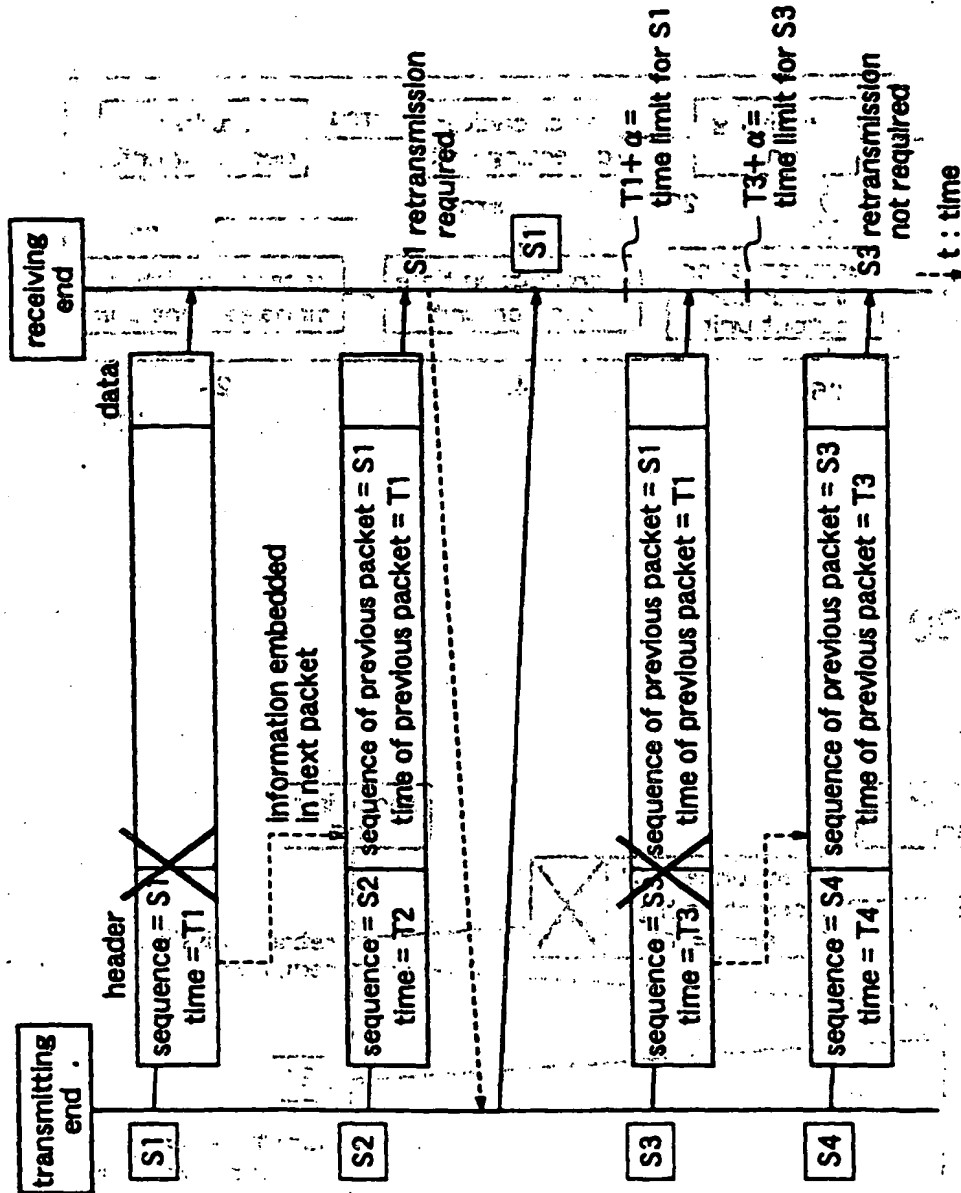 transmitting
end
receiving
end
header
data
S1
sequence = S1
time = T1
Information embedded
in next packet
S2
sequence = S2
time = T2
sequence of previous packet = S1
time of previous packet = T1
S1 retransmission
required
S1
T1 + α =
time limit for S1
S3
sequence = S3
time = T3
sequence of previous packet = S1
time of previous packet = T1
T3 + α =
time limit for S3
S4
sequence = S4
time = T4
sequence of previous packet = S3
time of previous packet = T3
S3 retransmission
not required
t : time